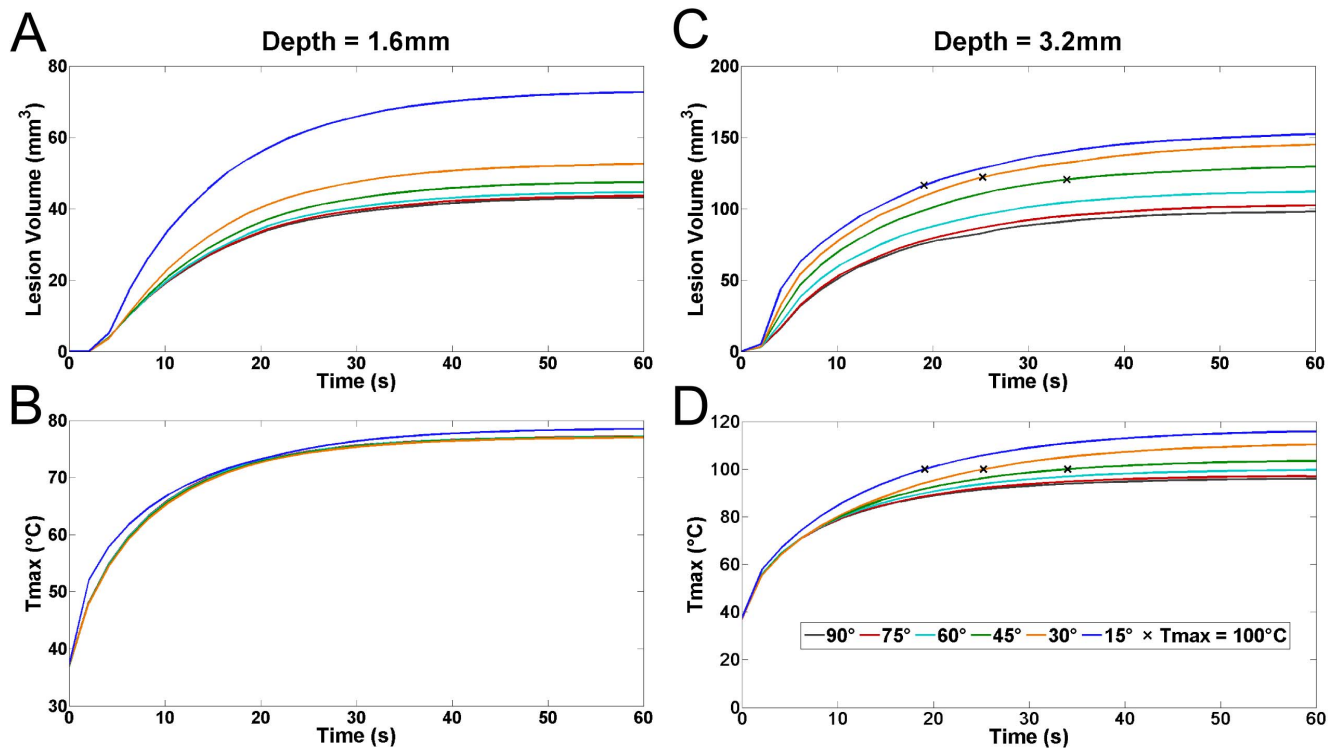 A
Depth = 1.6mm
Lesion Volume (mm³)
80
60
40
20
0
0 10 20 30 40 50 60
Time (s)
B
Tmax (°C)
80
70
60
50
40
30
0 10 20 30 40 50 60
Time (s)
C
Depth = 3.2mm
Lesion Volume (mm³)
200
150
100
50
0
0 10 20 30 40 50 60
Time (s)
D
Tmax (°C)
120
100
80
60
40
20
0
90° 75° 60° 45° 30° 15° × Tmax = 100°C
0 10 20 30 40 50 60
Time (s)